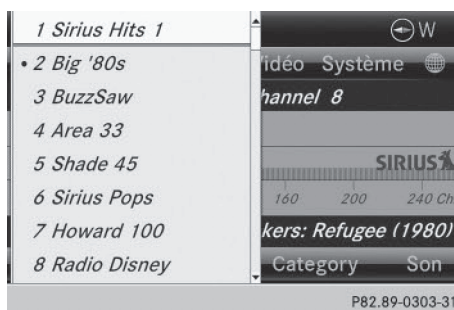 1 Sirius Hits 1
W
• 2 Big '80s
idéo Système
3 BuzzSaw
hannel 8
4 Area 33
5 Shade 45
SIRIUS
6 Sirius Pops
160 200 240 Ch
7 Howard 100
kers: Refugee (1980)
8 Radio Disney
Category Son
P82.89-0303-31